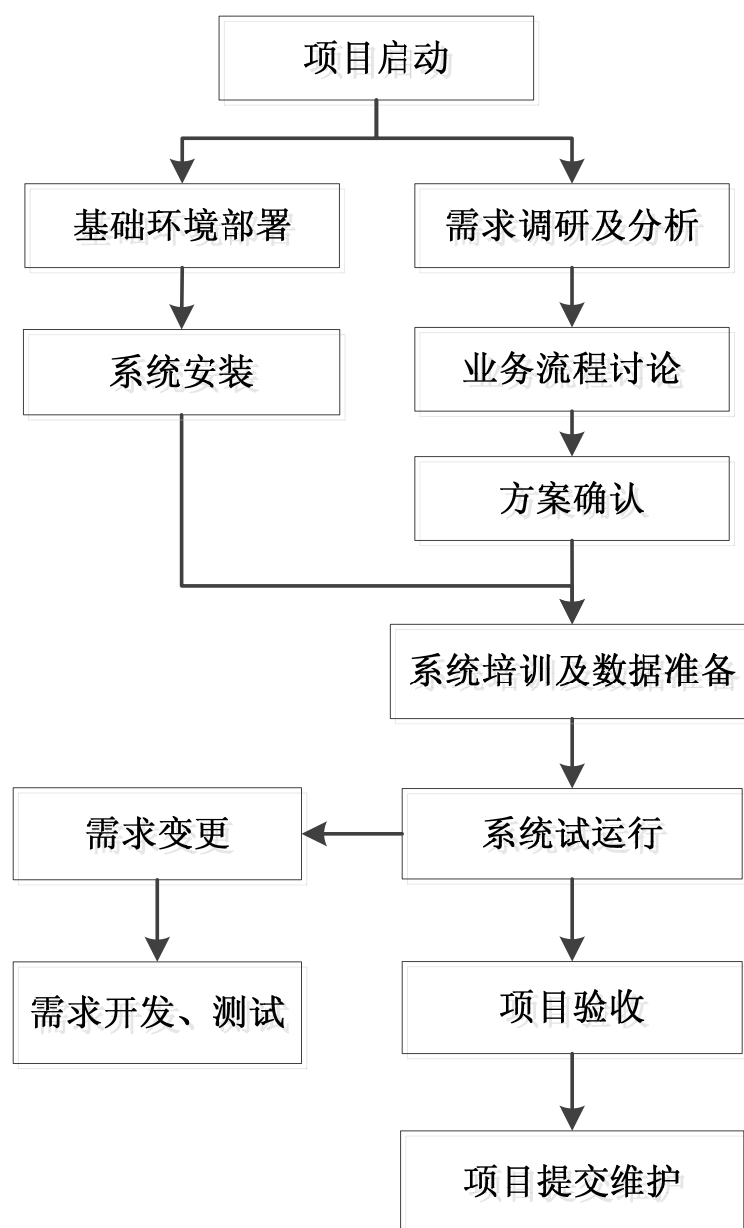 项目启动
基础环境部署
需求调研及分析
系统安装
业务流程讨论
方案确认
系统培训及数据准备
需求变更
系统试运行
需求开发、测试
项目验收
项目提交维护